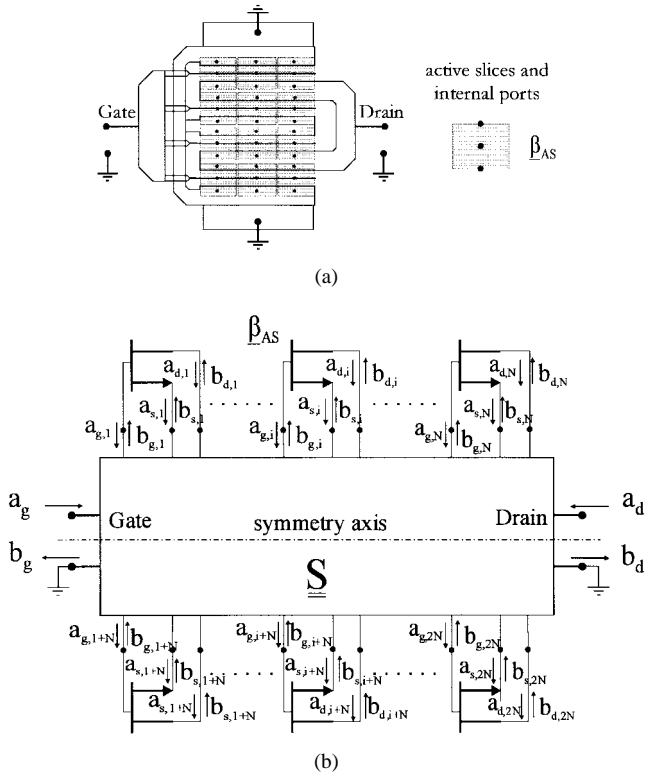 Gate
Drain
active slices and
internal ports
β_AS
(a)
β_AS
a_d,1 b_d,1 a_d,i b_d,i a_d,N b_d,N
a_s,1 b_s,1 a_s,i b_s,i a_s,N b_s,N
a_g,1 b_g,1 a_g,i b_g,i a_g,N b_g,N
a_g Gate symmetry axis Drain a_d
b_g S b_d
a_g,1+N b_g,1+N a_g,i+N b_g,i+N a_g,2N b_g,2N
a_s,1+N b_s,1+N a_s,i+N b_s,i+N a_s,2N b_s,2N
a_s,1+N b_s,1+N a_d,i+N b_d,i+N a_d,2N b_d,2N
(b)